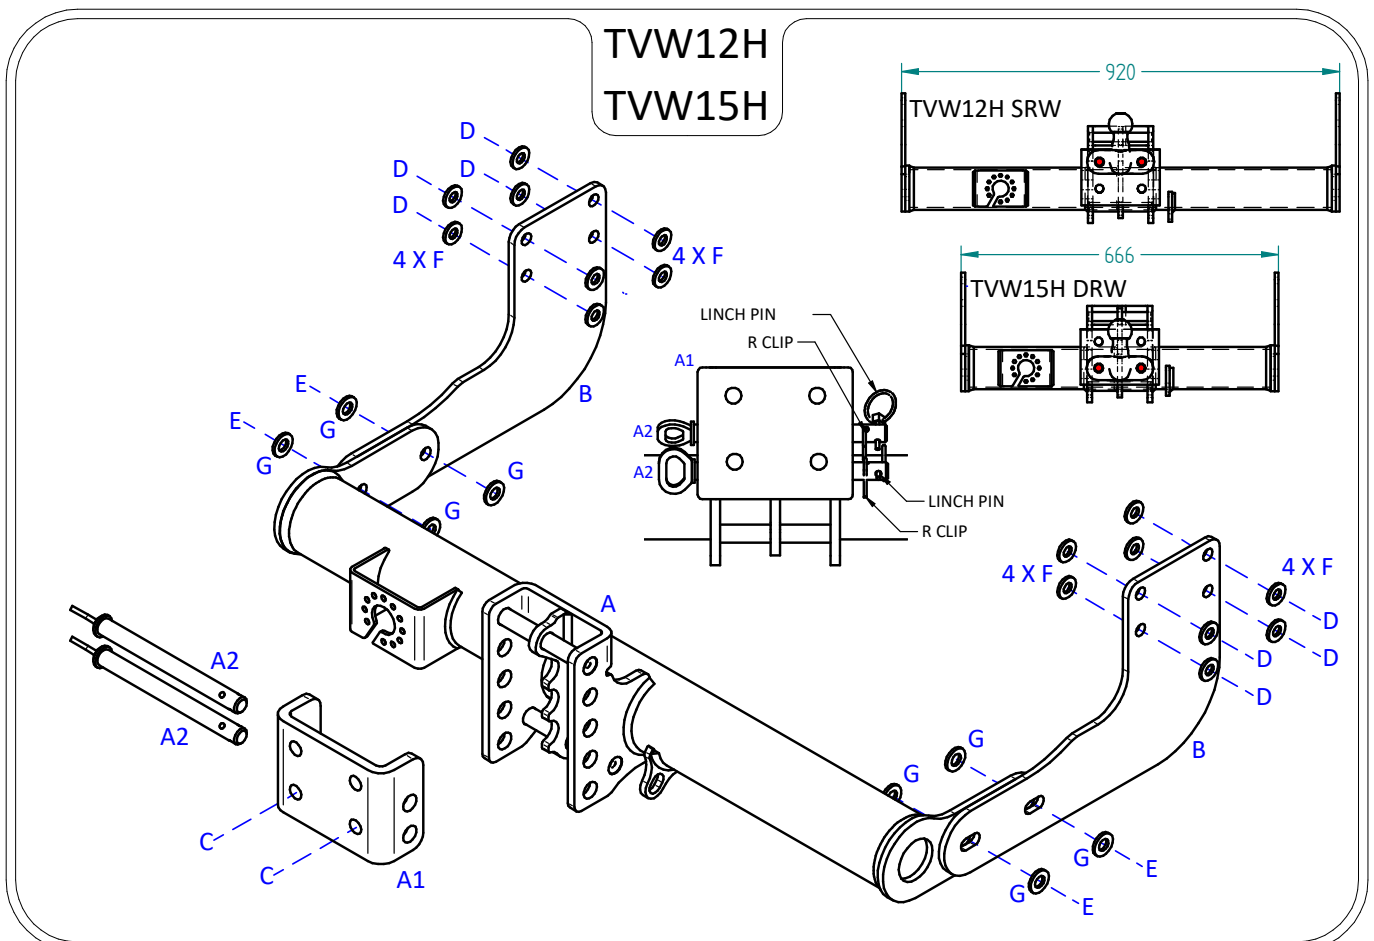 TVW12H
TVW15H
920
TVW12H SRW
666
TVW15H DRW
D
D
D
D
4 X F
4 X F
B
E
E
G
G
G
G
LINCH PIN
R CLIP
A1
A2
A2
LINCH PIN
R CLIP
A
A2
A2
C
C
A1
4 X F
4 X F
D
D
D
D
B
G
G
G
E
G
E